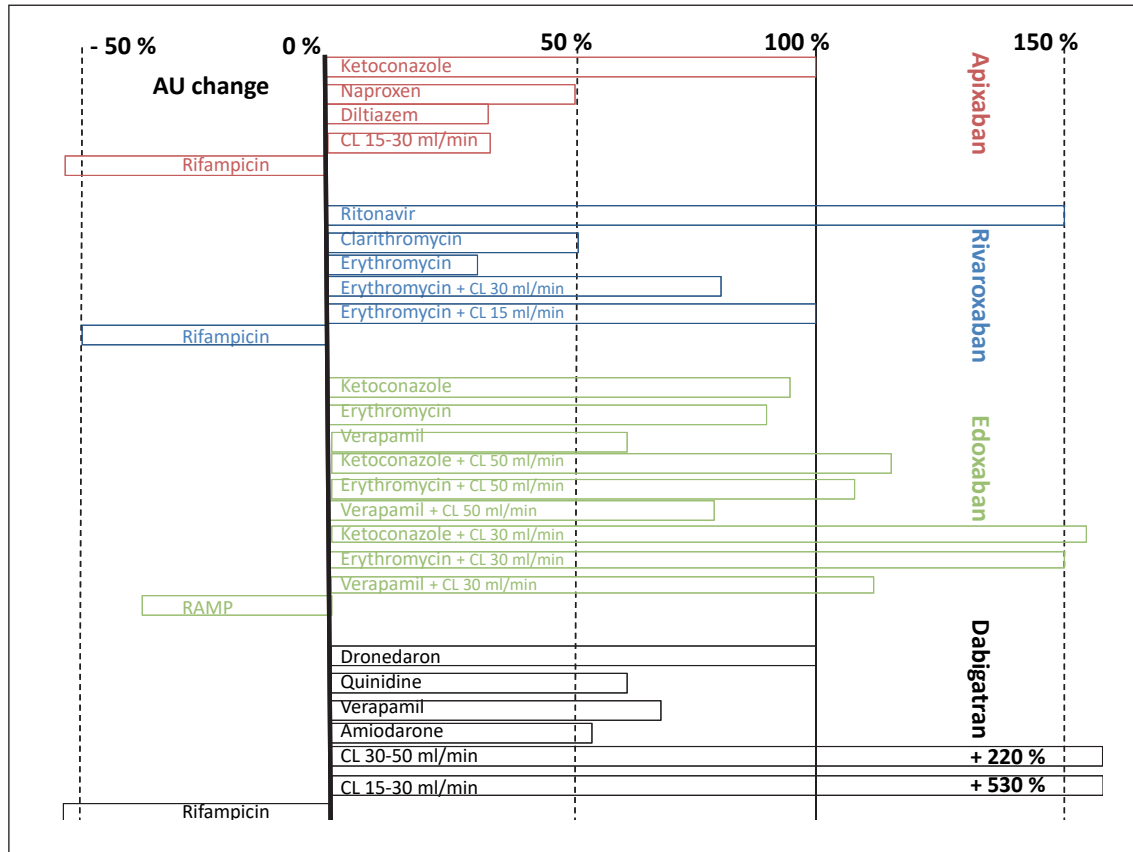 - 50 %
0 %
50 %
100 %
150 %
AU change
Apixaban
Ketoconazole
Naproxen
Diltiazem
CL 15-30 ml/min
Rifampicin
Rivaroxaban
Ritonavir
Clarithromycin
Erythromycin
Erythromycin + CL 30 ml/min
Erythromycin + CL 15 ml/min
Rifampicin
Edoxaban
Ketoconazole
Erythromycin
Verapamil
Ketoconazole + CL 50 ml/min
Erythromycin + CL 50 ml/min
Verapamil + CL 50 ml/min
Ketoconazole + CL 30 ml/min
Erythromycin + CL 30 ml/min
Verapamil + CL 30 ml/min
RAMP
Dabigatran
Dronedaron
Quinidine
Verapamil
Amiodarone
CL 30-50 ml/min
+ 220 %
CL 15-30 ml/min
+ 530 %
Rifampicin